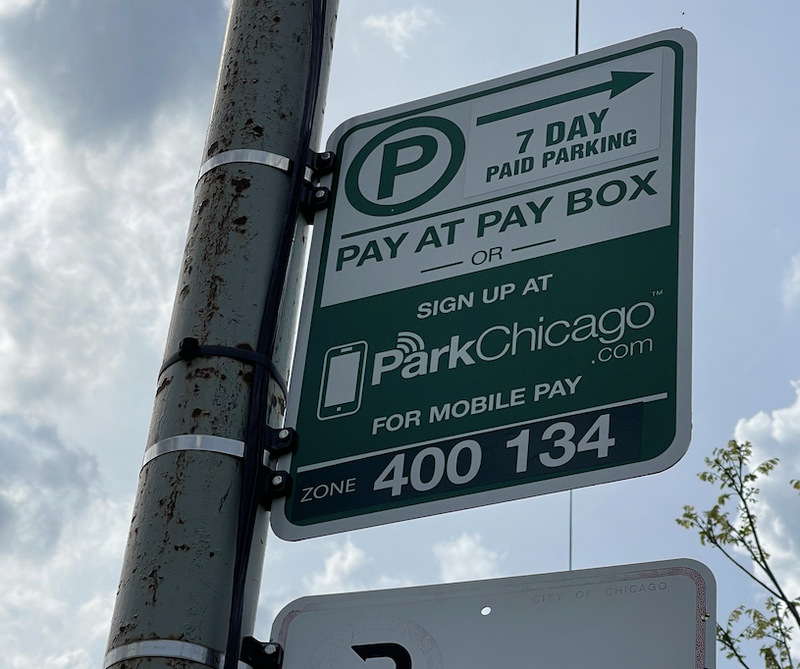 P
7 DAY
PAID PARKING
PAY AT PAY BOX
OR
SIGN UP AT
ParkChicago™
.com
FOR MOBILE PAY
ZONE 400 134
CITY OF CHICAGO